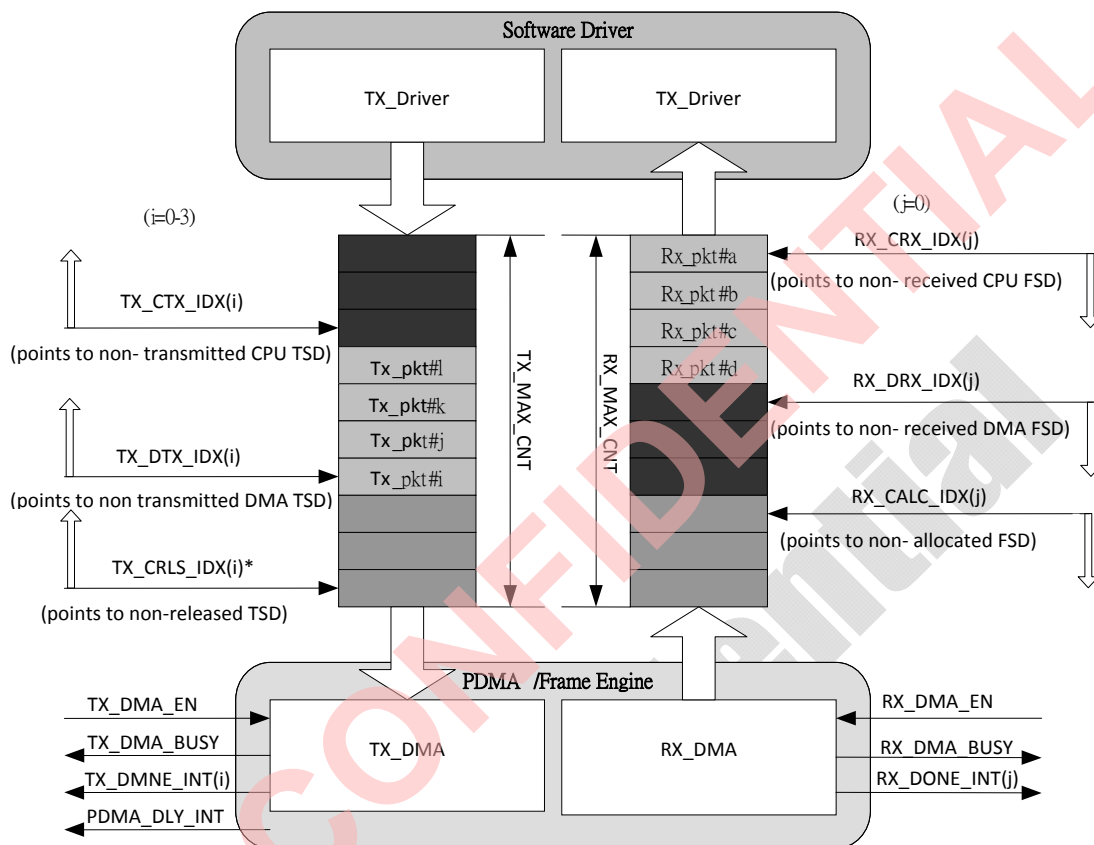 Software Driver
TX_Driver
TX_Driver
(i=0-3)
(j=0)
TX_CTX_IDX(i)
(points to non- transmitted CPU TSD)
TX_DTX_IDX(i)
(points to non transmitted DMA TSD)
TX_CRLS_IDX(i)*
(points to non-released TSD)
Tx_pkt#l
Tx_pkt#k
Tx_pkt#j
Tx_pkt#i
TX_MAX_CNT
RX_MAX_CNT
Rx_pkt#a
Rx_pkt#b
Rx_pkt#c
Rx_pkt#d
RX_CRX_IDX(j)
(points to non- received CPU FSD)
RX_DRX_IDX(j)
(points to non- received DMA FSD)
RX_CALC_IDX(j)
(points to non- allocated FSD)
PDMA /Frame Engine
TX_DMA_EN
TX_DMA_BUSY
TX_DMNE_INT(i)
PDMA_DLY_INT
TX_DMA
RX_DMA
RX_DMA_EN
RX_DMA_BUSY
RX_DONE_INT(j)
CONFIDENTIAL